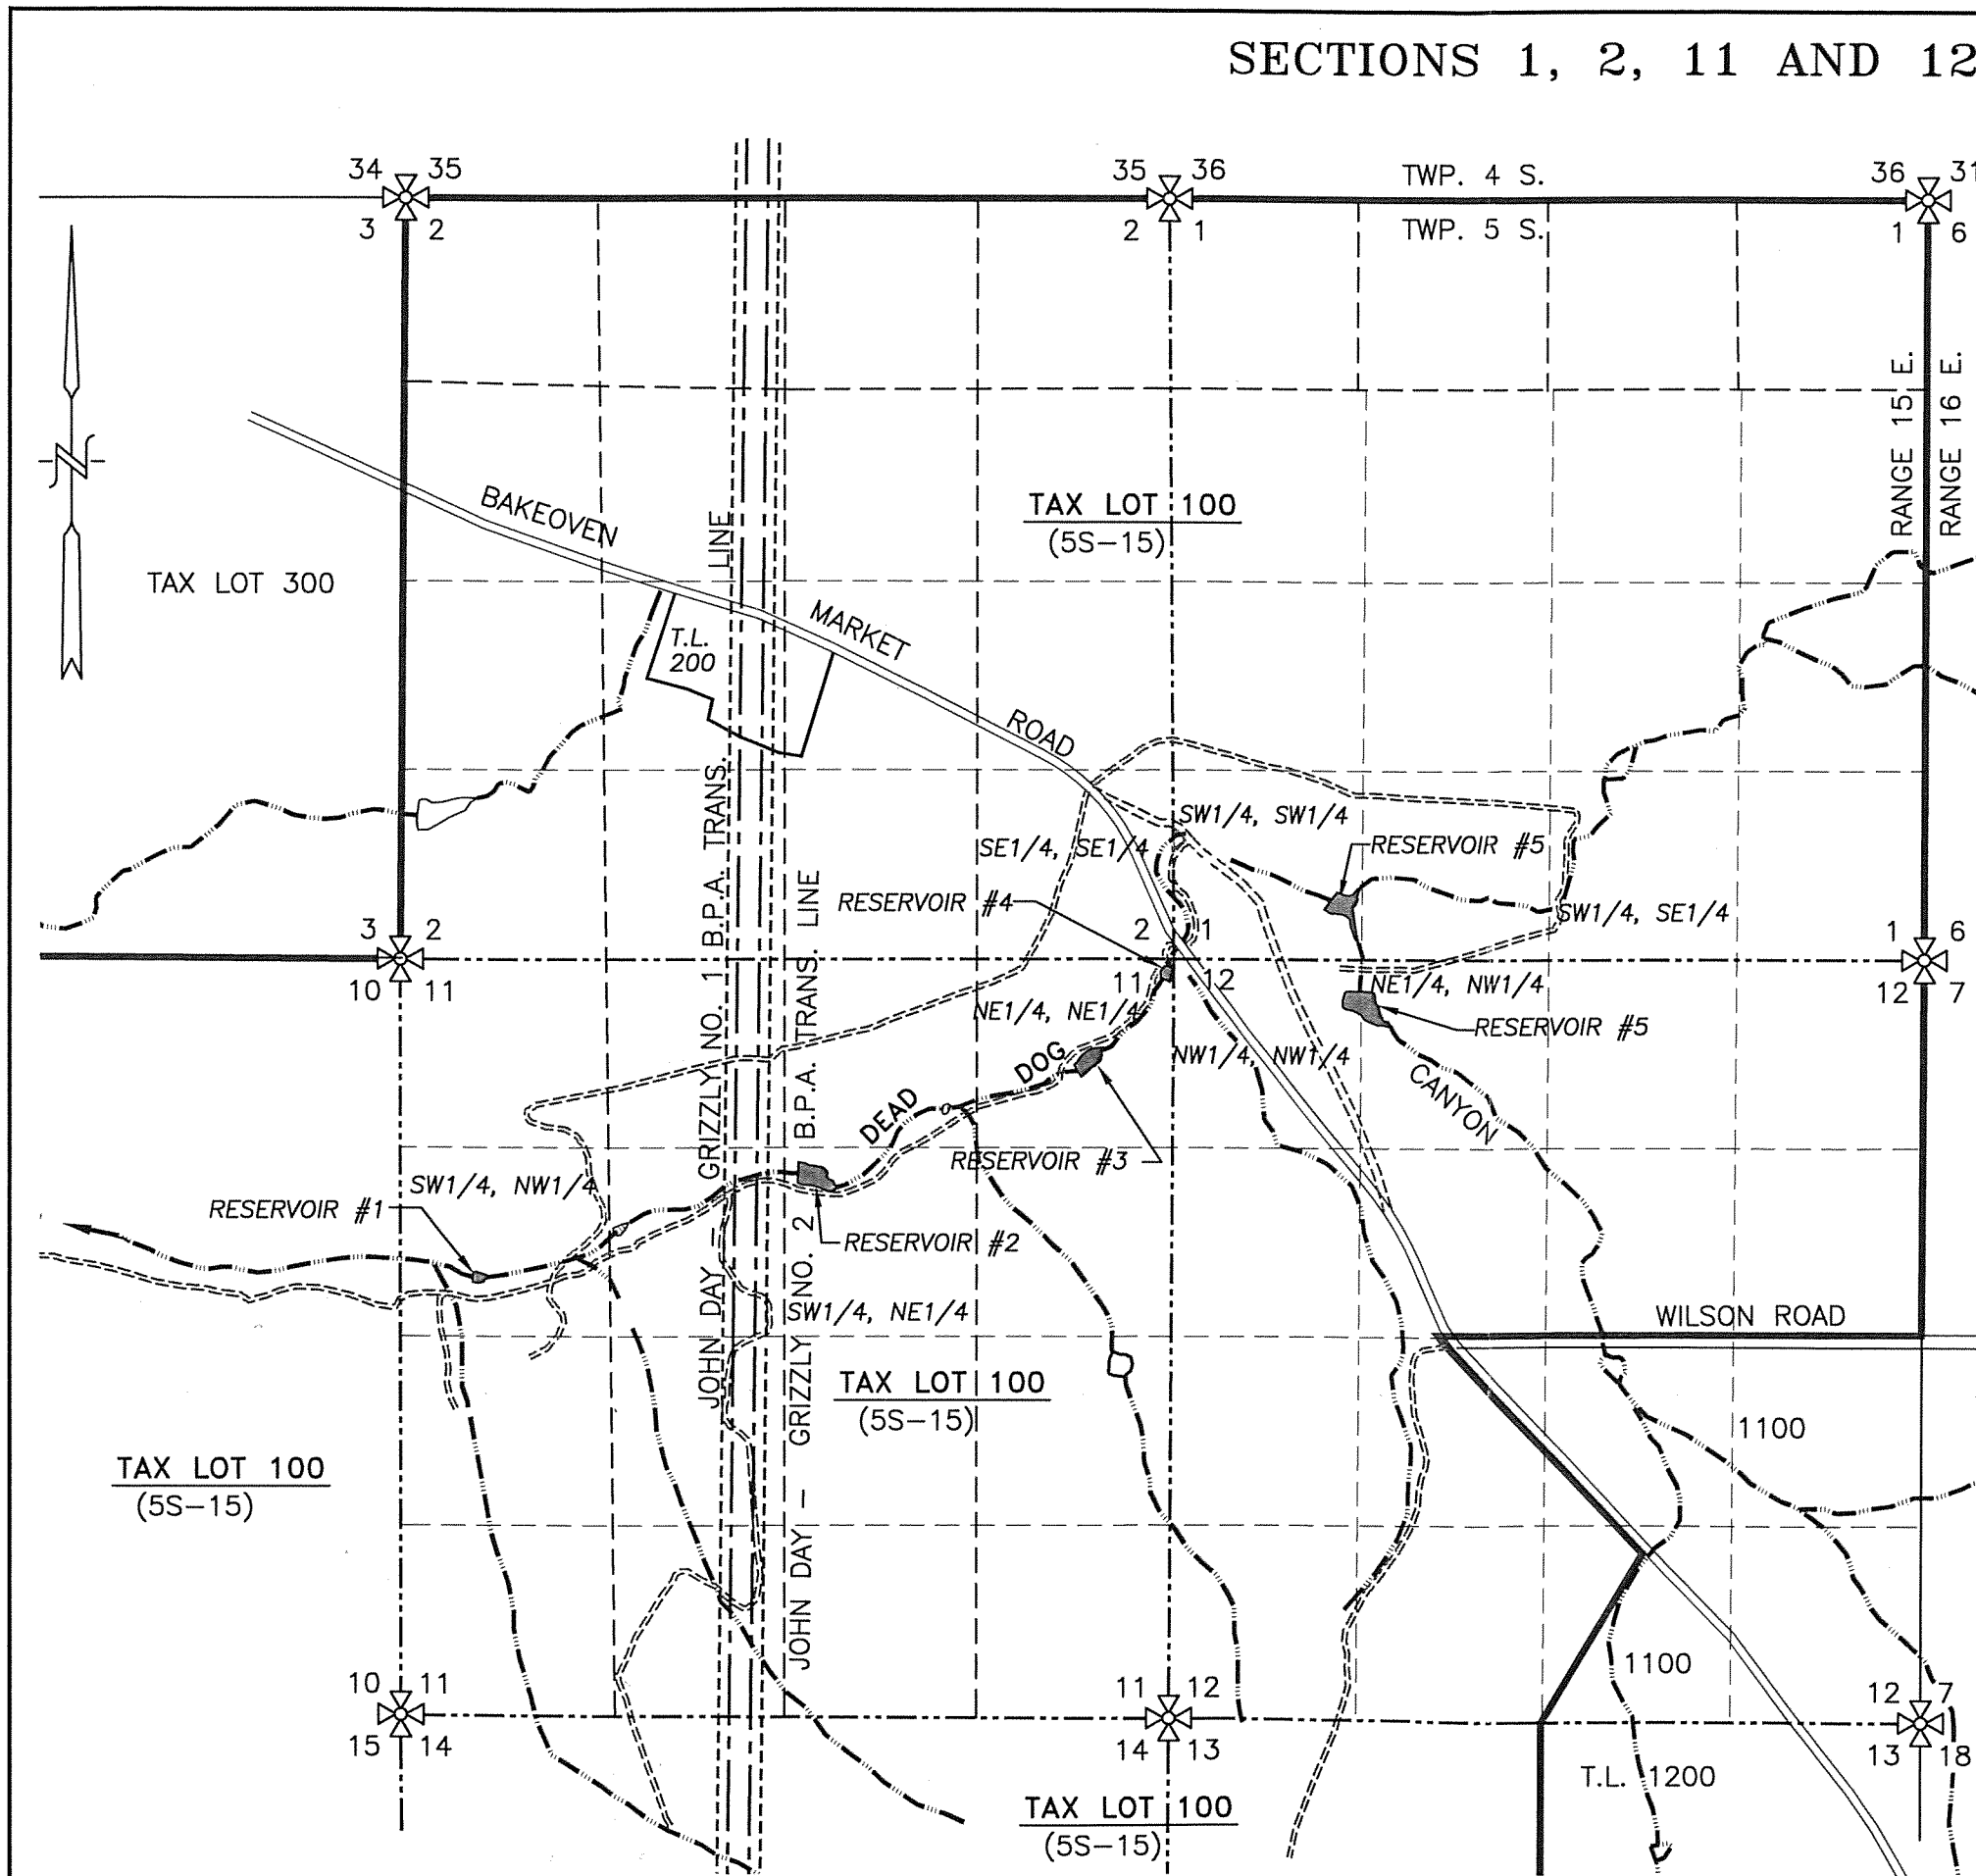 SECTIONS 1, 2, 11 AND 12
34 35
35 36
TWP. 4 S.
36 31
3 2
2 1
TWP. 5 S.
1 6
RANGE 15 E.
RANGE 16 E.
BAKEOVEN
MARKET
ROAD
TAX LOT 100
(5S-15)
TAX LOT 300
T.L.
200
SW1/4, SW1/4
SE1/4, SE1/4
RESERVOIR #5
RESERVOIR #4
SW1/4, SE1/4
3 2
2 1
1 6
10 11
11 12
12 7
NE1/4, NW1/4
NE1/4, NE1/4
RESERVOIR #5
NW1/4, NW1/4
DEAD
DOG
CANYON
RESERVOIR #3
SW1/4, NW1/4
RESERVOIR #1
RESERVOIR #2
SW1/4, NE1/4
JOHN DAY - GRIZZLY NO. 1 B.P.A. TRANS. LINE
JOHN DAY - GRIZZLY NO. 2 B.P.A. TRANS. LINE
WILSON ROAD
TAX LOT 100
(5S-15)
1100
TAX LOT 100
(5S-15)
1100
10 11
11 12
12 7
15 14
14 13
13 18
T.L. 1200
TAX LOT 100
(5S-15)